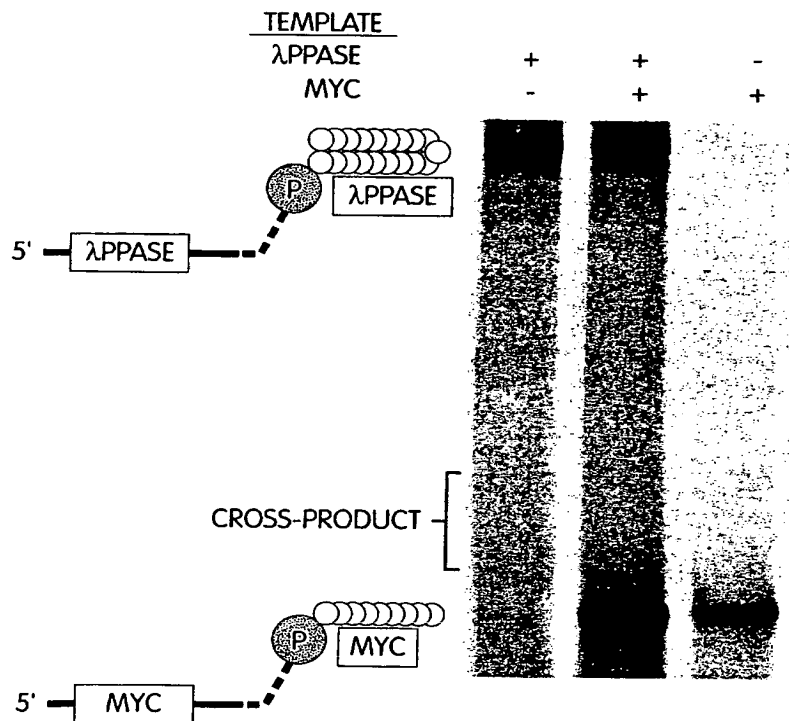 TEMPLATE
λPPASE + + -
MYC - + +
P
λPPASE
5' λPPASE
CROSS-PRODUCT
P
MYC
5' MYC